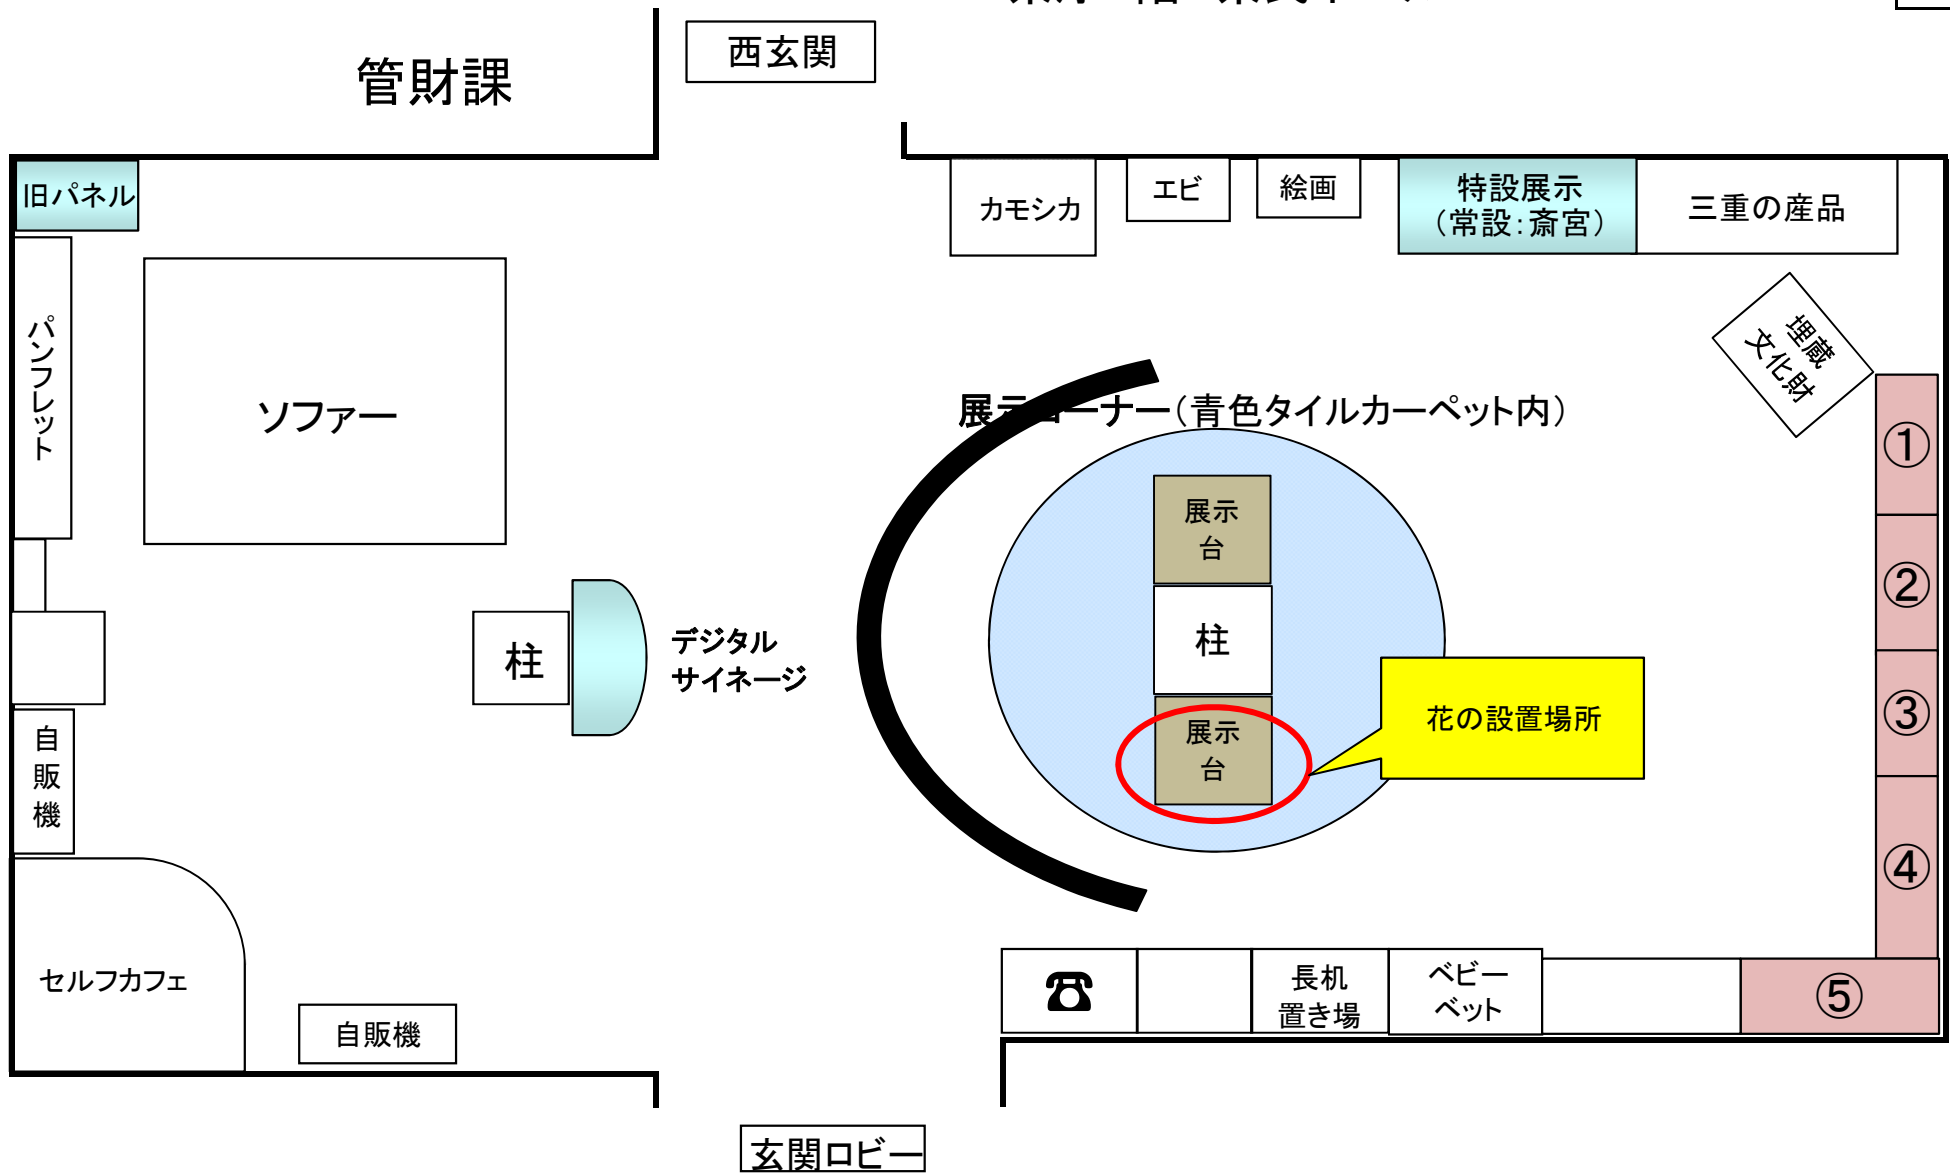 西玄関
管財課
旧パネル
カモシカ
エビ
絵画
特設展示
（常設：斎宮）
三重の産品
パンフレット
ソファー
埋蔵
文化財
展示コーナー（青色タイルカーペット内）
①
展示
台
②
柱
デジタル
サイネージ
柱
③
花の設置場所
展示
台
自
販
機
④
セルフカフェ
自販機
☎
長机
置き場
ベビー
ベット
⑤
玄関ロビー